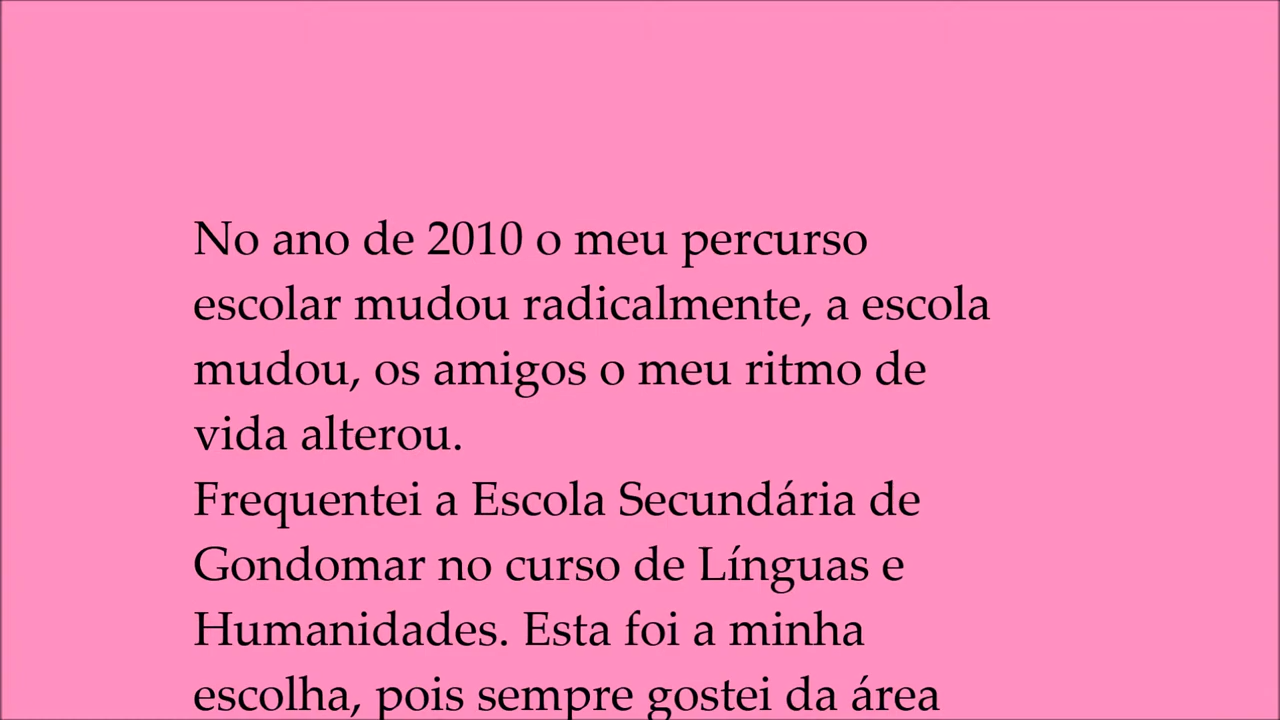 No ano de 2010 o meu percurso
escolar mudou radicalmente, a escola
mudou, os amigos o meu ritmo de
vida alterou.
Frequentei a Escola Secundária de
Gondomar no curso de Línguas e
Humanidades. Esta foi a minha
escolha, pois sempre gostei da área